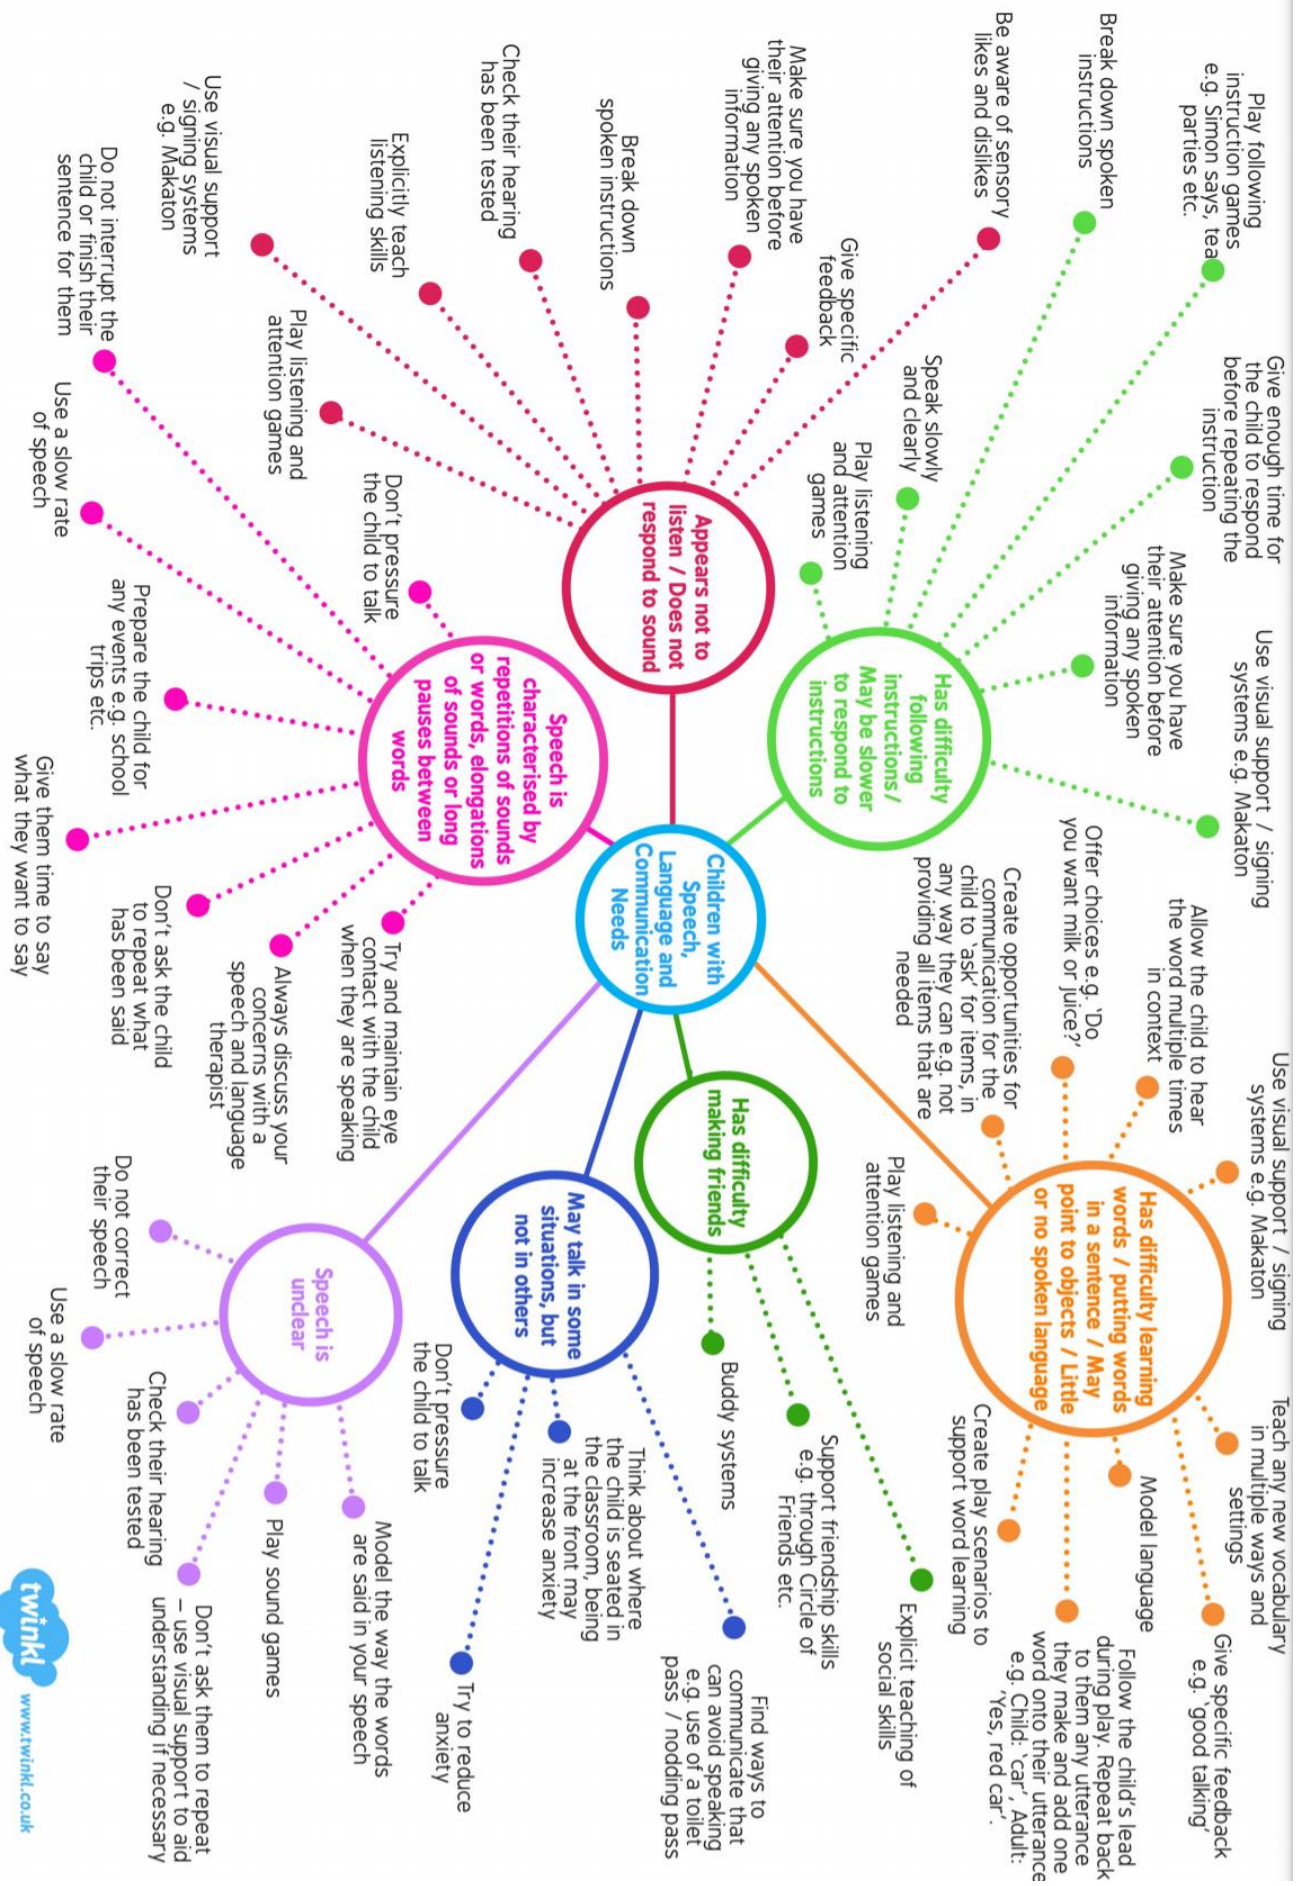 Children with
Speech,
Language and
Communication
Needs
Has difficulty
following
instructions /
May be slower
to respond to
instructions
Play following
instruction games
e.g. Simon says, tea
parties etc.
Give enough time for
the child to respond
before repeating the
instruction
Use visual support / signing
systems e.g. Makaton
Break down spoken
instructions
Make sure you have
their attention before
giving any spoken
information
Speak slowly
and clearly
Play listening
and attention
games
Has difficulty learning
words / putting words
in a sentence / May
point to objects / Little
or no spoken language
Use visual support / signing
systems e.g. Makaton
Teach any new vocabulary
in multiple ways and
settings
Give specific feedback
e.g. ‘good talking’
Allow the child to hear
the word multiple times
in context
Offer choices e.g. ‘Do
you want milk or juice?’
Create opportunities for
communication for the
child to ‘ask’ for items, in
any way they can e.g. not
providing all items that are
needed
Play listening and
attention games
Model language
Follow the child’s lead
during play. Repeat back
to them any utterance
they make and add one
word onto their utterance
e.g. Child: ‘car’, Adult:
‘Yes, red car’.
Create play scenarios to
support word learning
Appears not to
listen / Does not
respond to sound
Be aware of sensory
likes and dislikes
Give specific
feedback
Make sure you have
their attention before
giving any spoken
information
Break down
spoken instructions
Check their hearing
has been tested
Explicitly teach
listening skills
Use visual support
/ signing systems
e.g. Makaton
Play listening and
attention games
Has difficulty
making friends
Explicit teaching of
social skills
Support friendship skills
e.g. through Circle of
Friends etc.
Buddy systems
May talk in some
situations, but
not in others
Find ways to
communicate that
can avoid speaking
e.g. use of a toilet
pass / nodding pass
Think about where
the child is seated in
the classroom, being
at the front may
increase anxiety
Try to reduce
anxiety
Don’t pressure
the child to talk
Speech is
characterised by
repetitions of sounds
or words, elongations
of sounds or long
pauses between
words
Don’t pressure
the child to talk
Do not interrupt the
child or finish their
sentence for them
Use a slow rate
of speech
Prepare the child for
any events e.g. school
trips etc.
Give them time to say
what they want to say
Don’t ask the child
to repeat what
has been said
Always discuss your
concerns with a
speech and language
therapist
Try and maintain eye
contact with the child
when they are speaking
Speech is
unclear
Model the way the words
are said in your speech
Play sound games
Don’t ask them to repeat
– use visual support to aid
understanding if necessary
Check their hearing
has been tested
Use a slow rate
of speech
Do not correct
their speech
twinkl
www.twinkl.co.uk